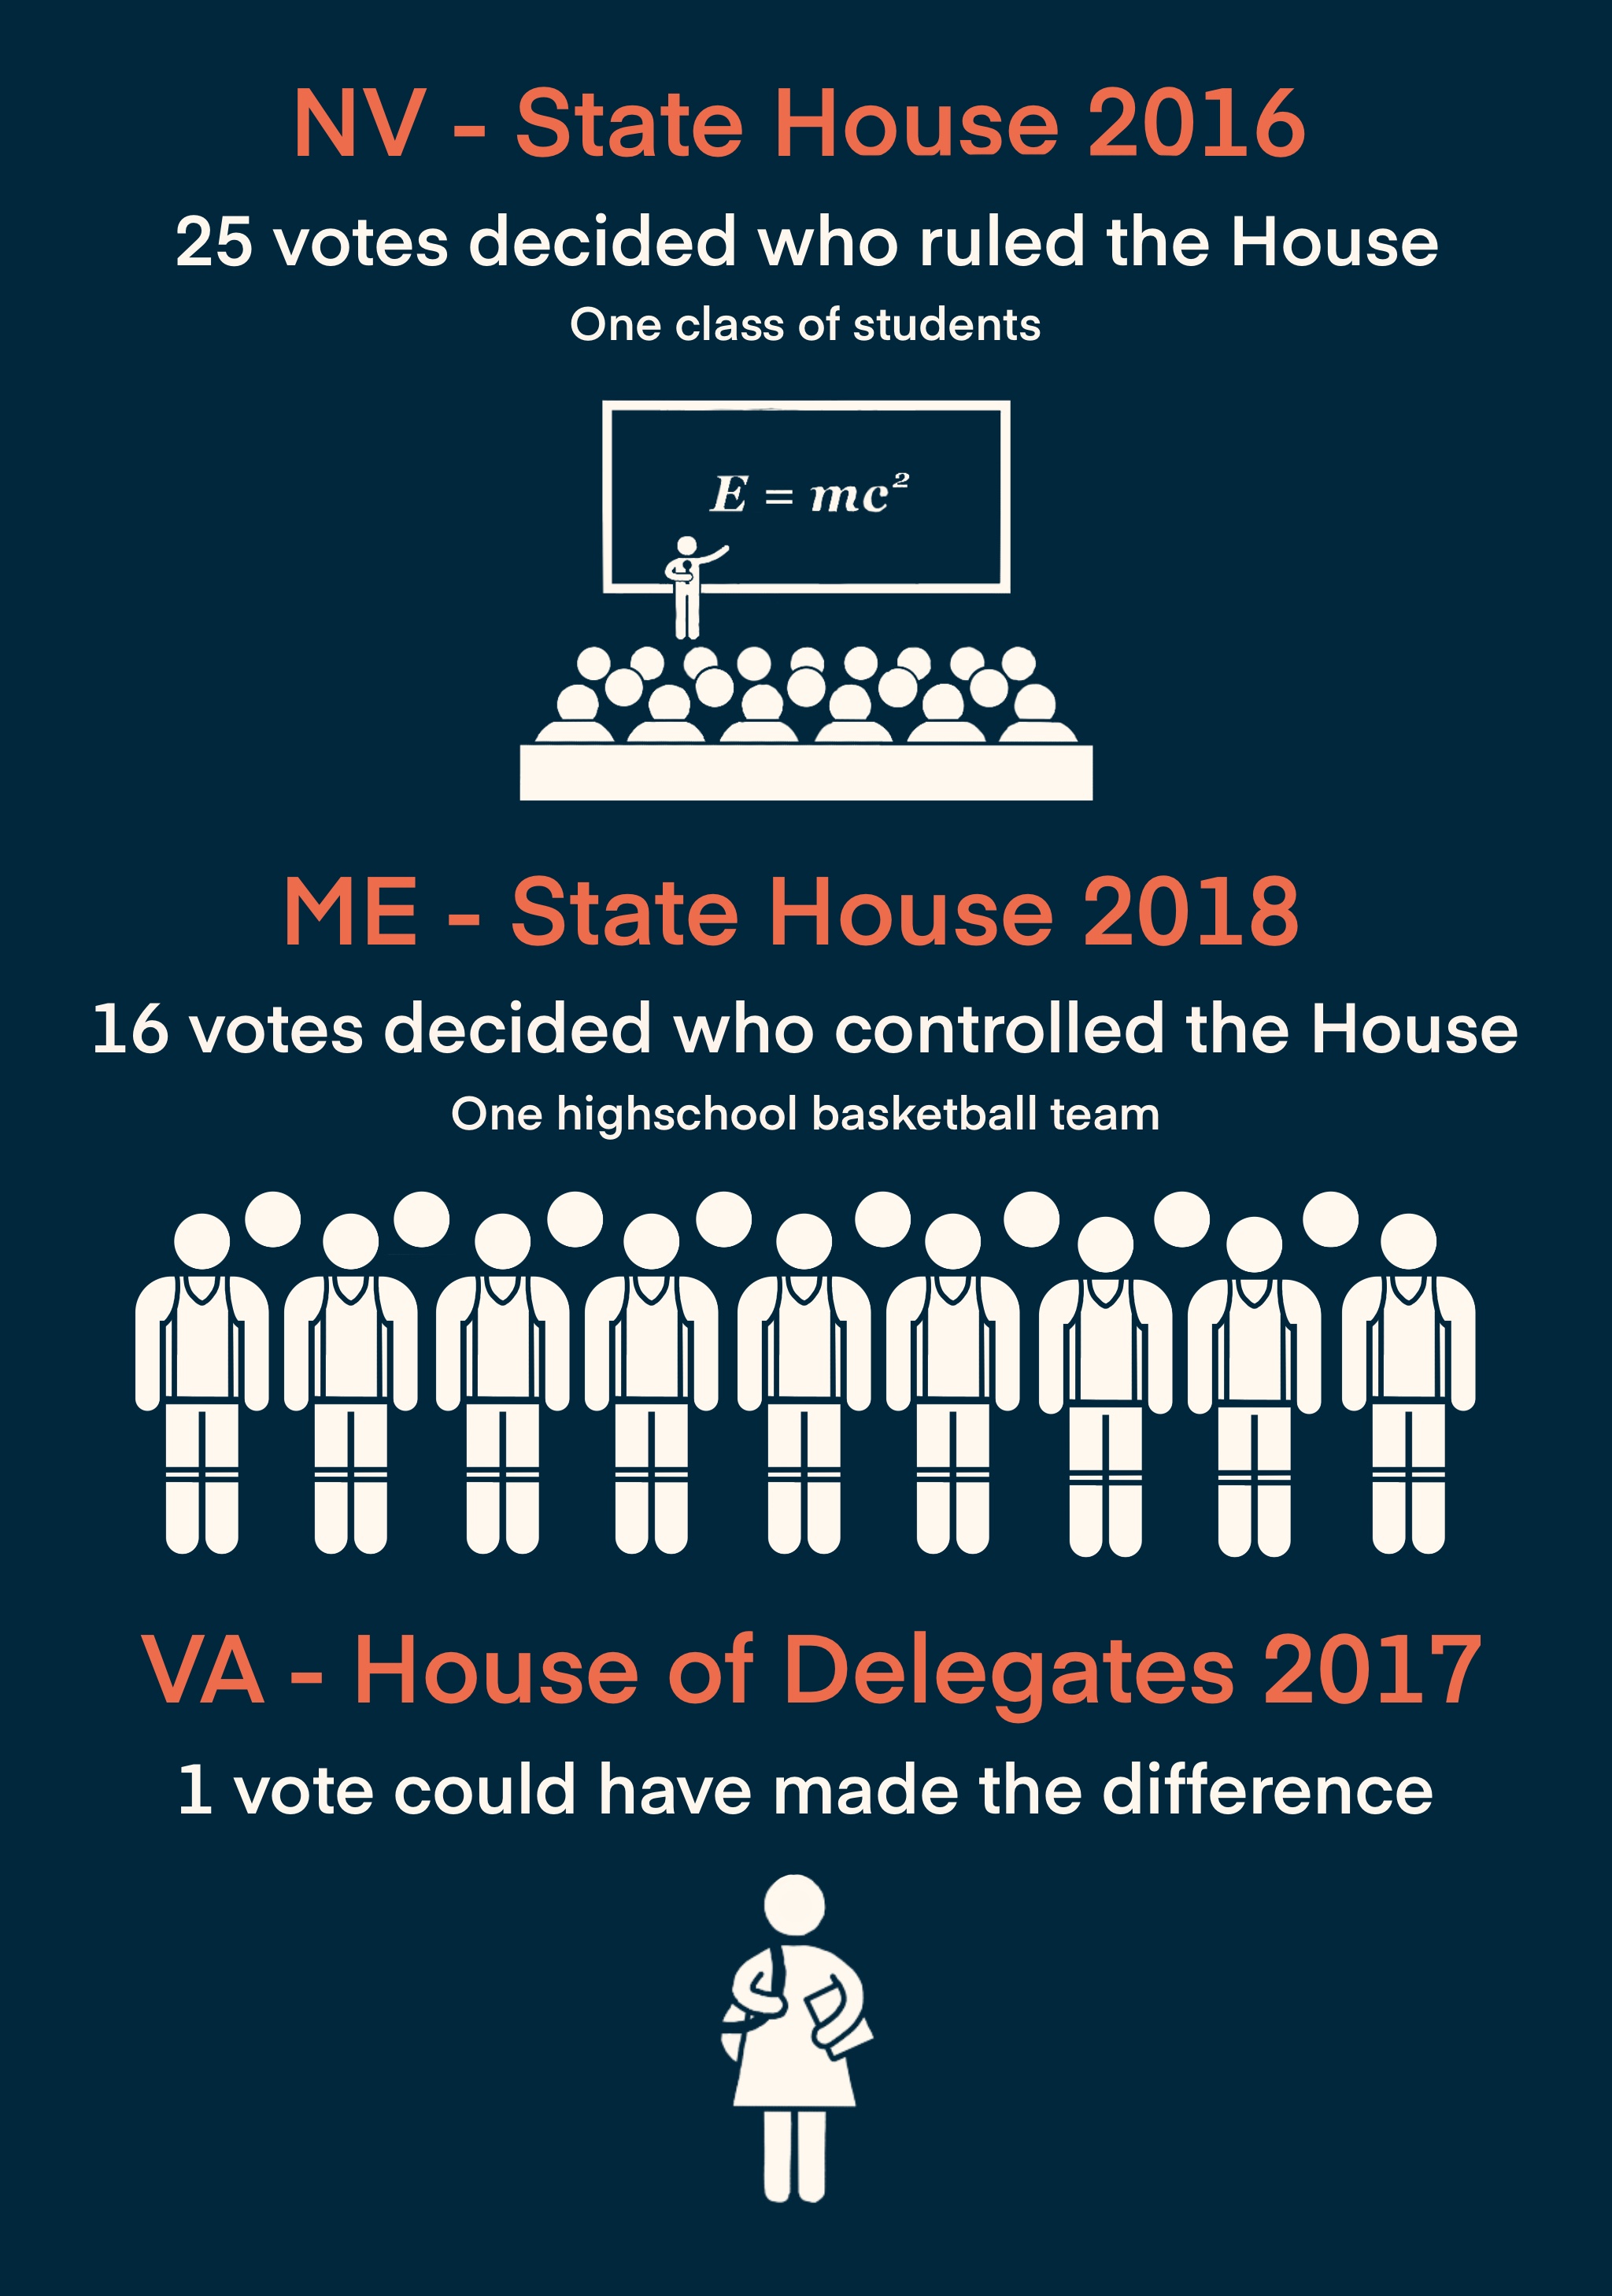 NV - State House 2016
25 votes decided who ruled the House
One class of students
E = mc²
ME - State House 2018
16 votes decided who controlled the House
One highschool basketball team
VA - House of Delegates 2017
1 vote could have made the difference